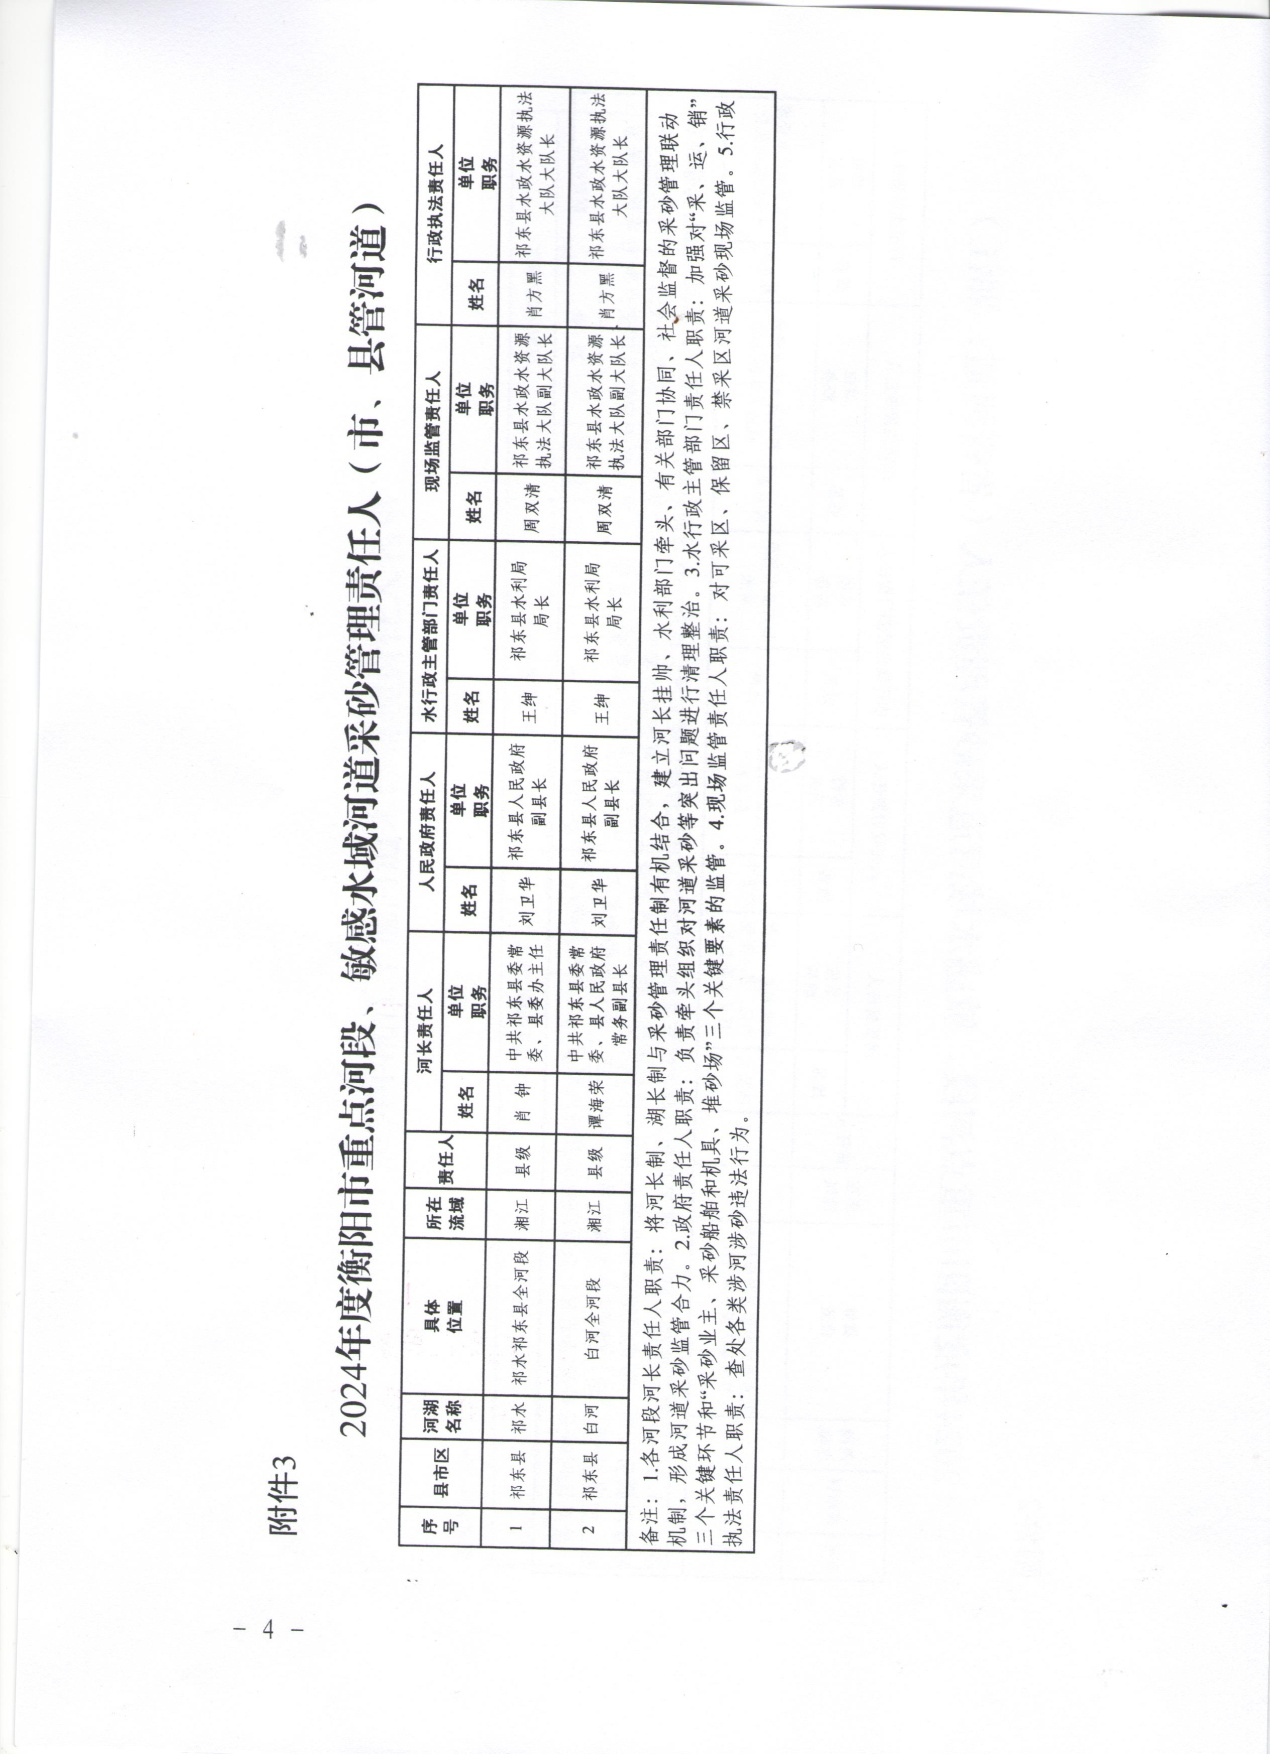 附件3
2024年度衡阳市重点河段、敏感水域河道采砂管理责任人（市、县管河道）
序号 县市区 河湖名称 具体位置 所在流域 责任人 河长责任人 人民政府责任人 水行政主管部门责任人 现场监管责任人 行政执法责任人
姓名 单位职务 姓名 单位职务 姓名 单位职务 姓名 单位职务 姓名 单位职务
1 祁东县 祁水 祁水祁东县全河段 湘江 县级 肖钟 中共祁东县委常委、县委办主任 刘卫华 祁东县人民政府副县长 王绅 祁东县水利局局长 周双清 祁东县水政水资源执法大队副大队长 肖方黑 祁东县水政水资源执法大队大队长
2 祁东县 白河 白河全河段 湘江 县级 谭海荣 中共祁东县委常委、县人民政府常务副县长 刘卫华 祁东县人民政府副县长 王绅 祁东县水利局局长 周双清 祁东县水政水资源执法大队副大队长 肖方黑 祁东县水政水资源执法大队大队长
备注：1.各河段河长责任人职责：将河长制、湖长制与采砂管理责任制有机结合，建立河长挂帅、水利部门牵头、有关部门协同、社会监督的采砂管理联动
机制，形成河道采砂监管合力。2.政府责任人职责：负责牵头组织对河道采砂等突出问题进行清理整治。3.水行政主管部门责任人职责：加强对“采、运、销”
三个关键环节和“采砂业主、采砂船舶和机具、堆砂场”三个关键要素的监管。4.现场监管责任人职责：对可采区、保留区、禁采区河道采砂现场监管。5.行政
执法责任人职责：查处各类涉河涉砂违法行为。
- 4 -